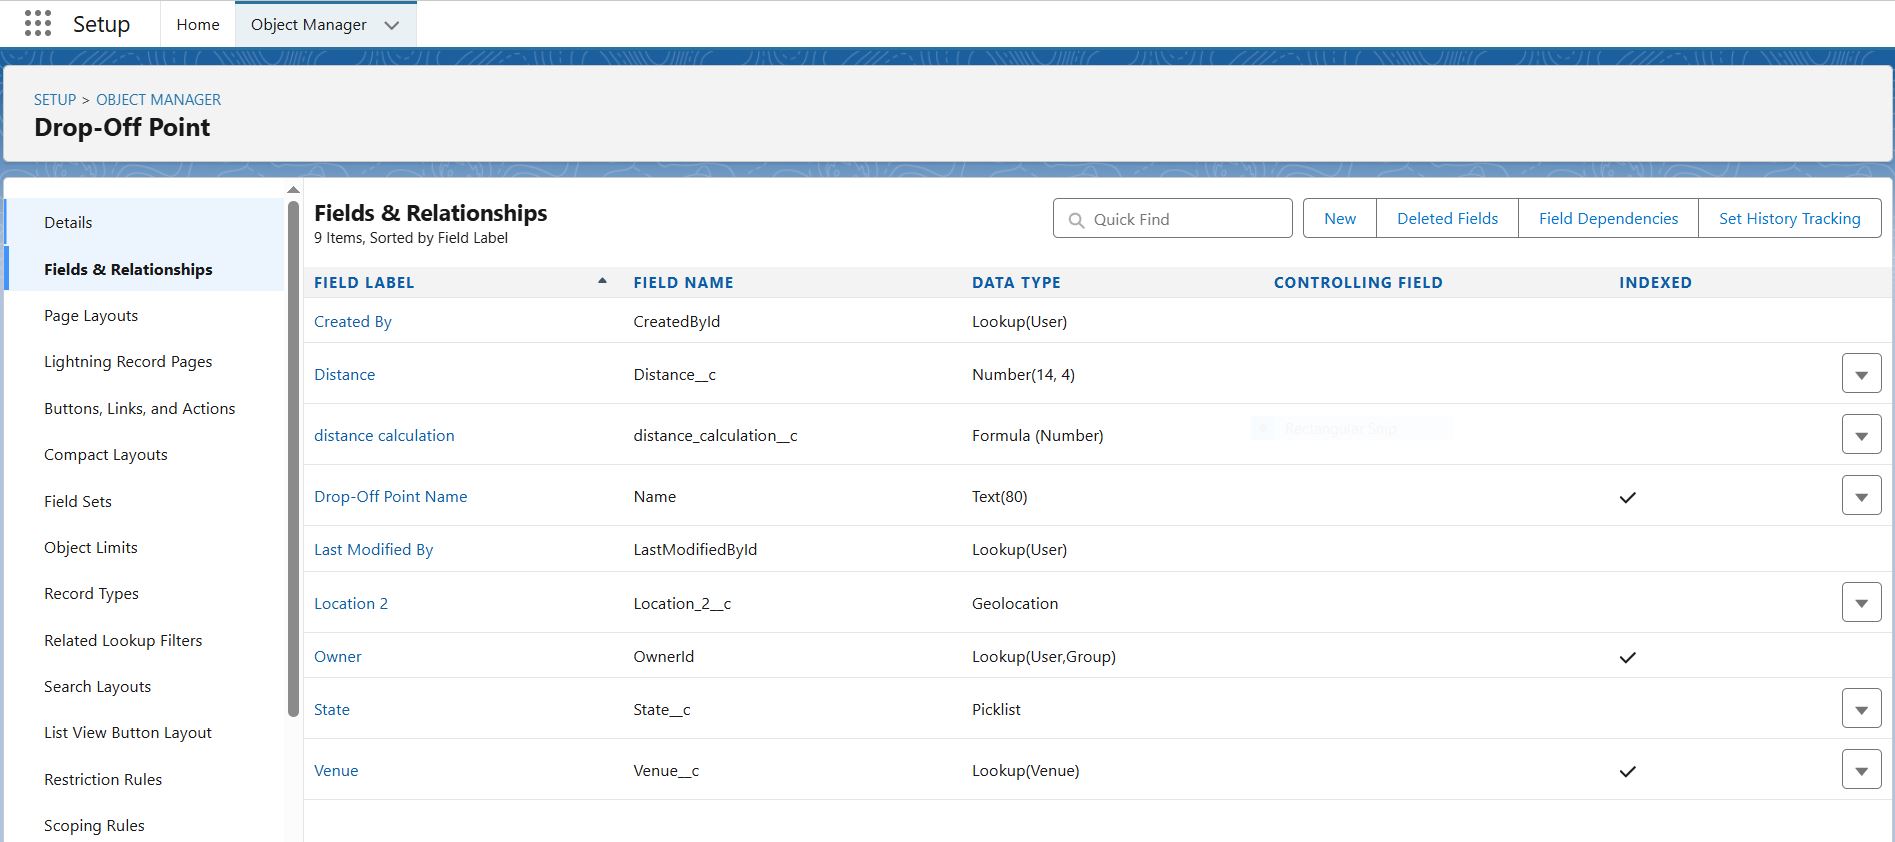 Setup Home Object Manager
SETUP > OBJECT MANAGER
Drop-Off Point
Details
Fields & Relationships
Page Layouts
Lightning Record Pages
Buttons, Links, and Actions
Compact Layouts
Field Sets
Object Limits
Record Types
Related Lookup Filters
Search Layouts
List View Button Layout
Restriction Rules
Scoping Rules
Fields & Relationships
9 Items, Sorted by Field Label
Quick Find New Deleted Fields Field Dependencies Set History Tracking
FIELD LABEL FIELD NAME DATA TYPE CONTROLLING FIELD INDEXED
Created By CreatedById Lookup(User)
Distance Distance__c Number(14, 4)
distance calculation distance_calculation__c Formula (Number)
Rectangular Snip
Drop-Off Point Name Name Text(80)
Last Modified By LastModifiedById Lookup(User)
Location 2 Location_2__c Geolocation
Owner OwnerId Lookup(User,Group)
State State__c Picklist
Venue Venue__c Lookup(Venue)